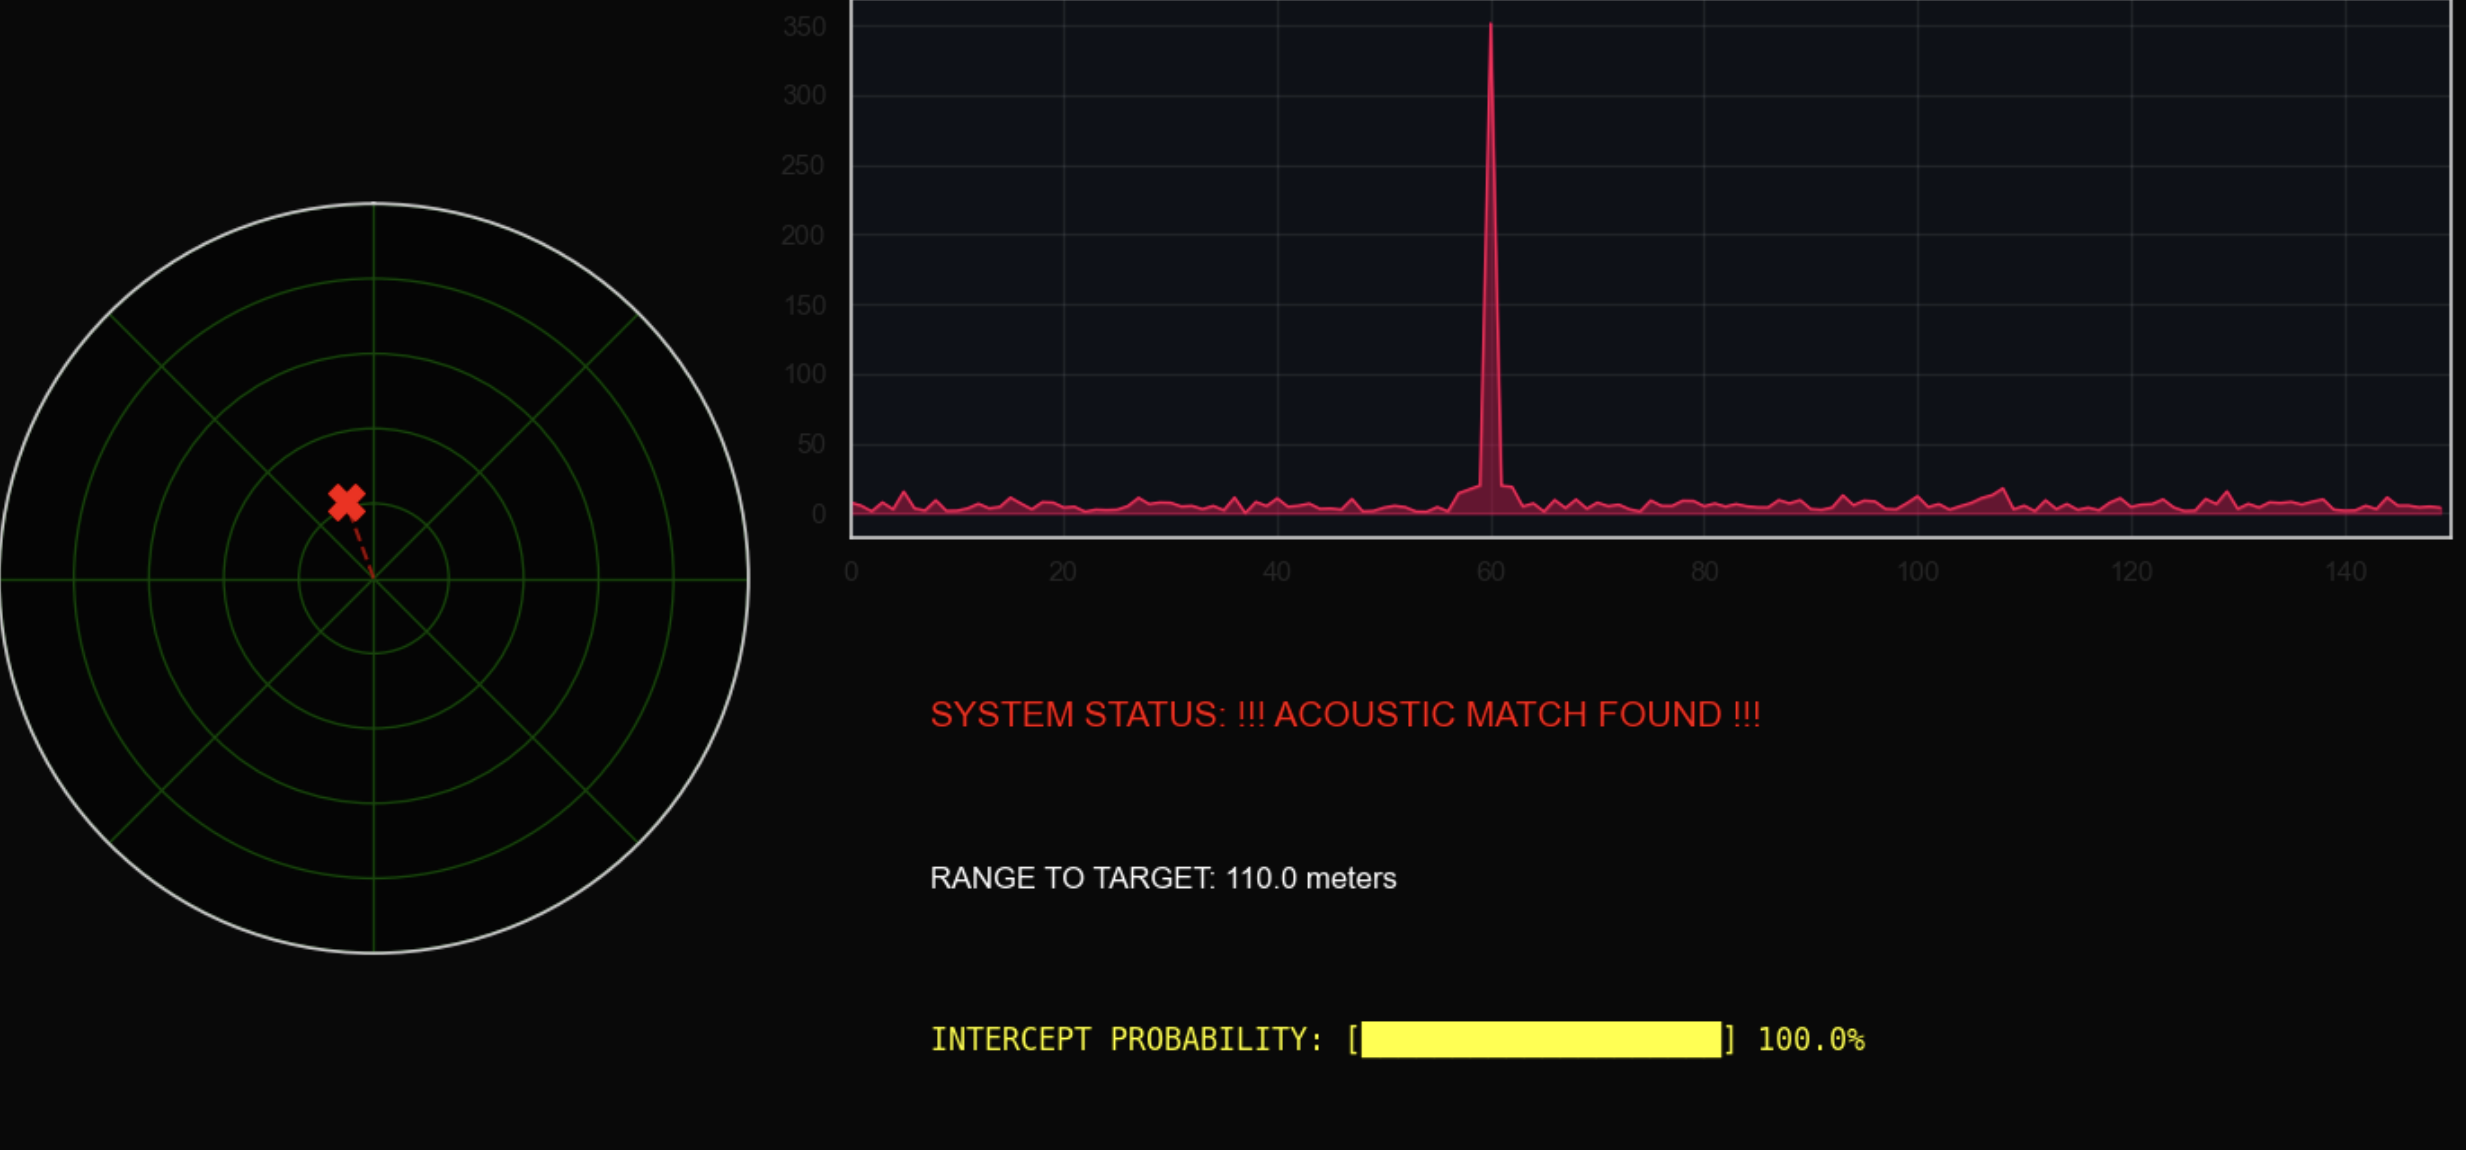 350
300
250
200
150
100
50
0
0 20 40 60 80 100 120 140
SYSTEM STATUS: !!! ACOUSTIC MATCH FOUND !!!
RANGE TO TARGET: 110.0 meters
INTERCEPT PROBABILITY: [██████████] 100.0%